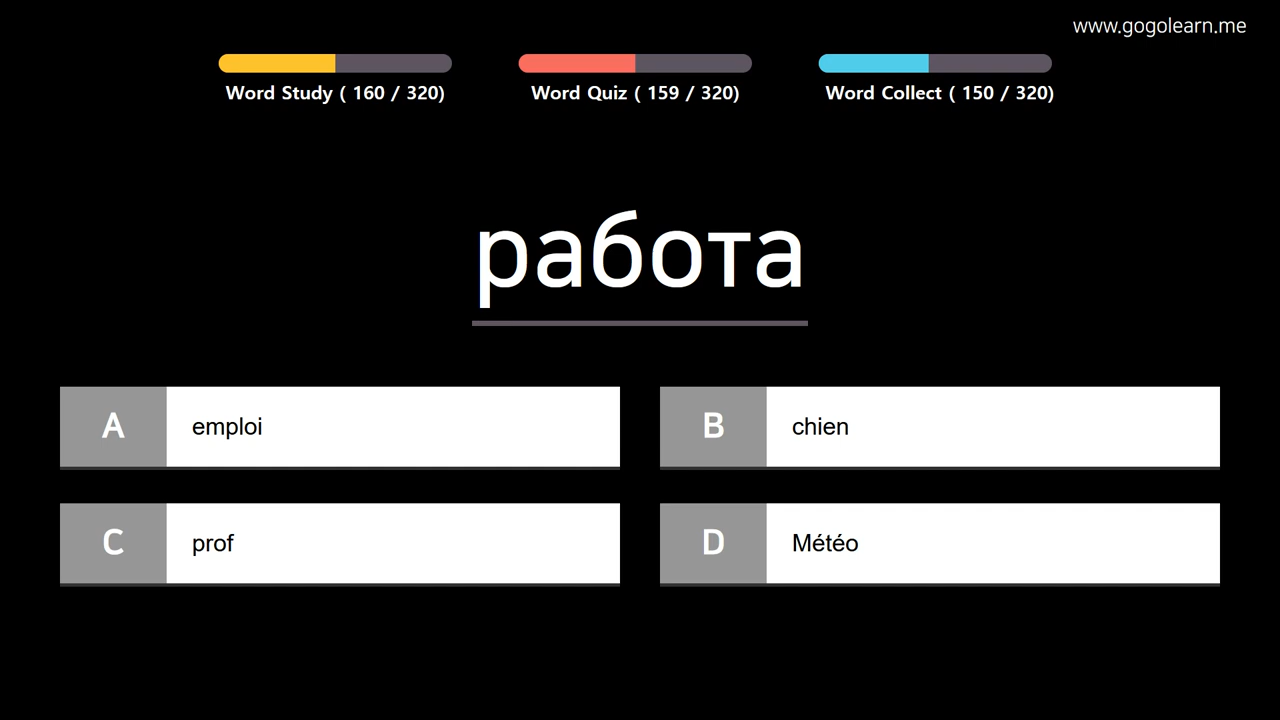 www.gogolearn.me
Word Study ( 160 / 320)
Word Quiz ( 159 / 320)
Word Collect ( 150 / 320)
работа
A emploi
B chien
C prof
D Météo